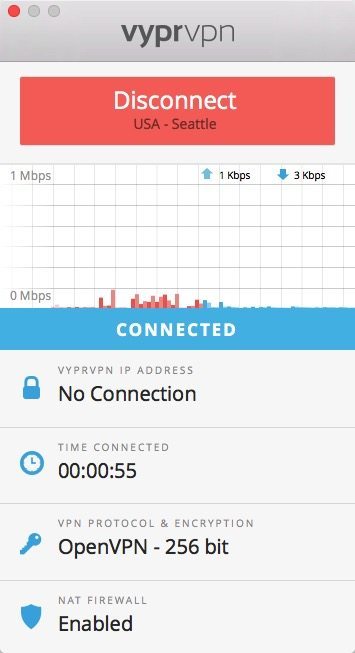 vyprvpn
Disconnect
USA - Seattle
1 Mbps
1 Kbps
3 Kbps
0 Mbps
CONNECTED
VYPRVPN IP ADDRESS
No Connection
TIME CONNECTED
00:00:55
VPN PROTOCOL & ENCRYPTION
OpenVPN - 256 bit
NAT FIREWALL
Enabled